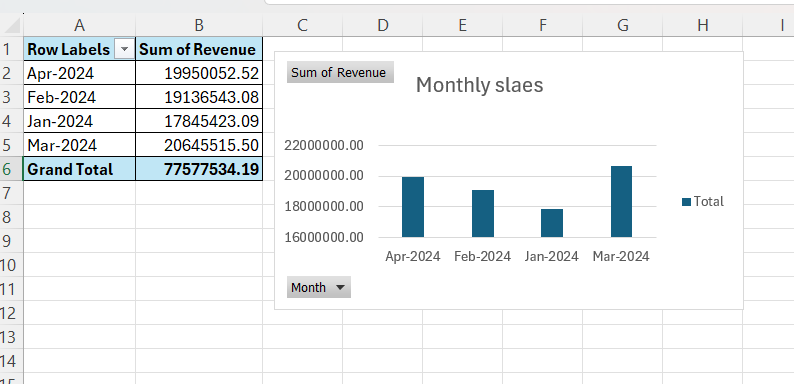 A B C D E F G H I
1 Row Labels Sum of Revenue
2 Apr-2024 19950052.52
3 Feb-2024 19136543.08
4 Jan-2024 17845423.09
5 Mar-2024 20645515.50
6 Grand Total 77577534.19
7
8
9
10
11
12
13
14
Sum of Revenue
Monthly slaes
22000000.00
20000000.00
18000000.00
16000000.00
Apr-2024 Feb-2024 Jan-2024 Mar-2024
Total
Month